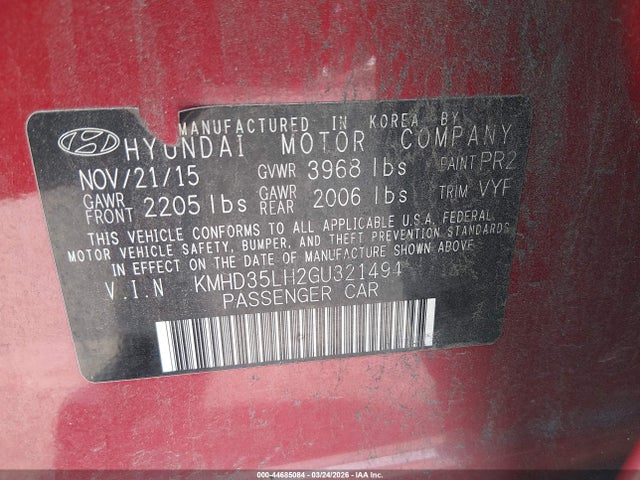 MANUFACTURED IN KOREA BY
HYUNDAI MOTOR COMPANY
NOV/21/15 GVWR 3968 lbs PAINT PR2
GAWR FRONT 2205 lbs GAWR REAR 2006 lbs TRIM VYF
THIS VEHICLE CONFORMS TO ALL APPLICABLE U.S.A. FEDERAL
MOTOR VEHICLE SAFETY, BUMPER, AND THEFT PREVENTION STANDARDS
IN EFFECT ON THE DATE OF MANUFACTURE SHOWN ABOVE
V.I.N KMHD35LH2GU321494
PASSENGER CAR
000-44685084 | 03/24/2026 | COPART